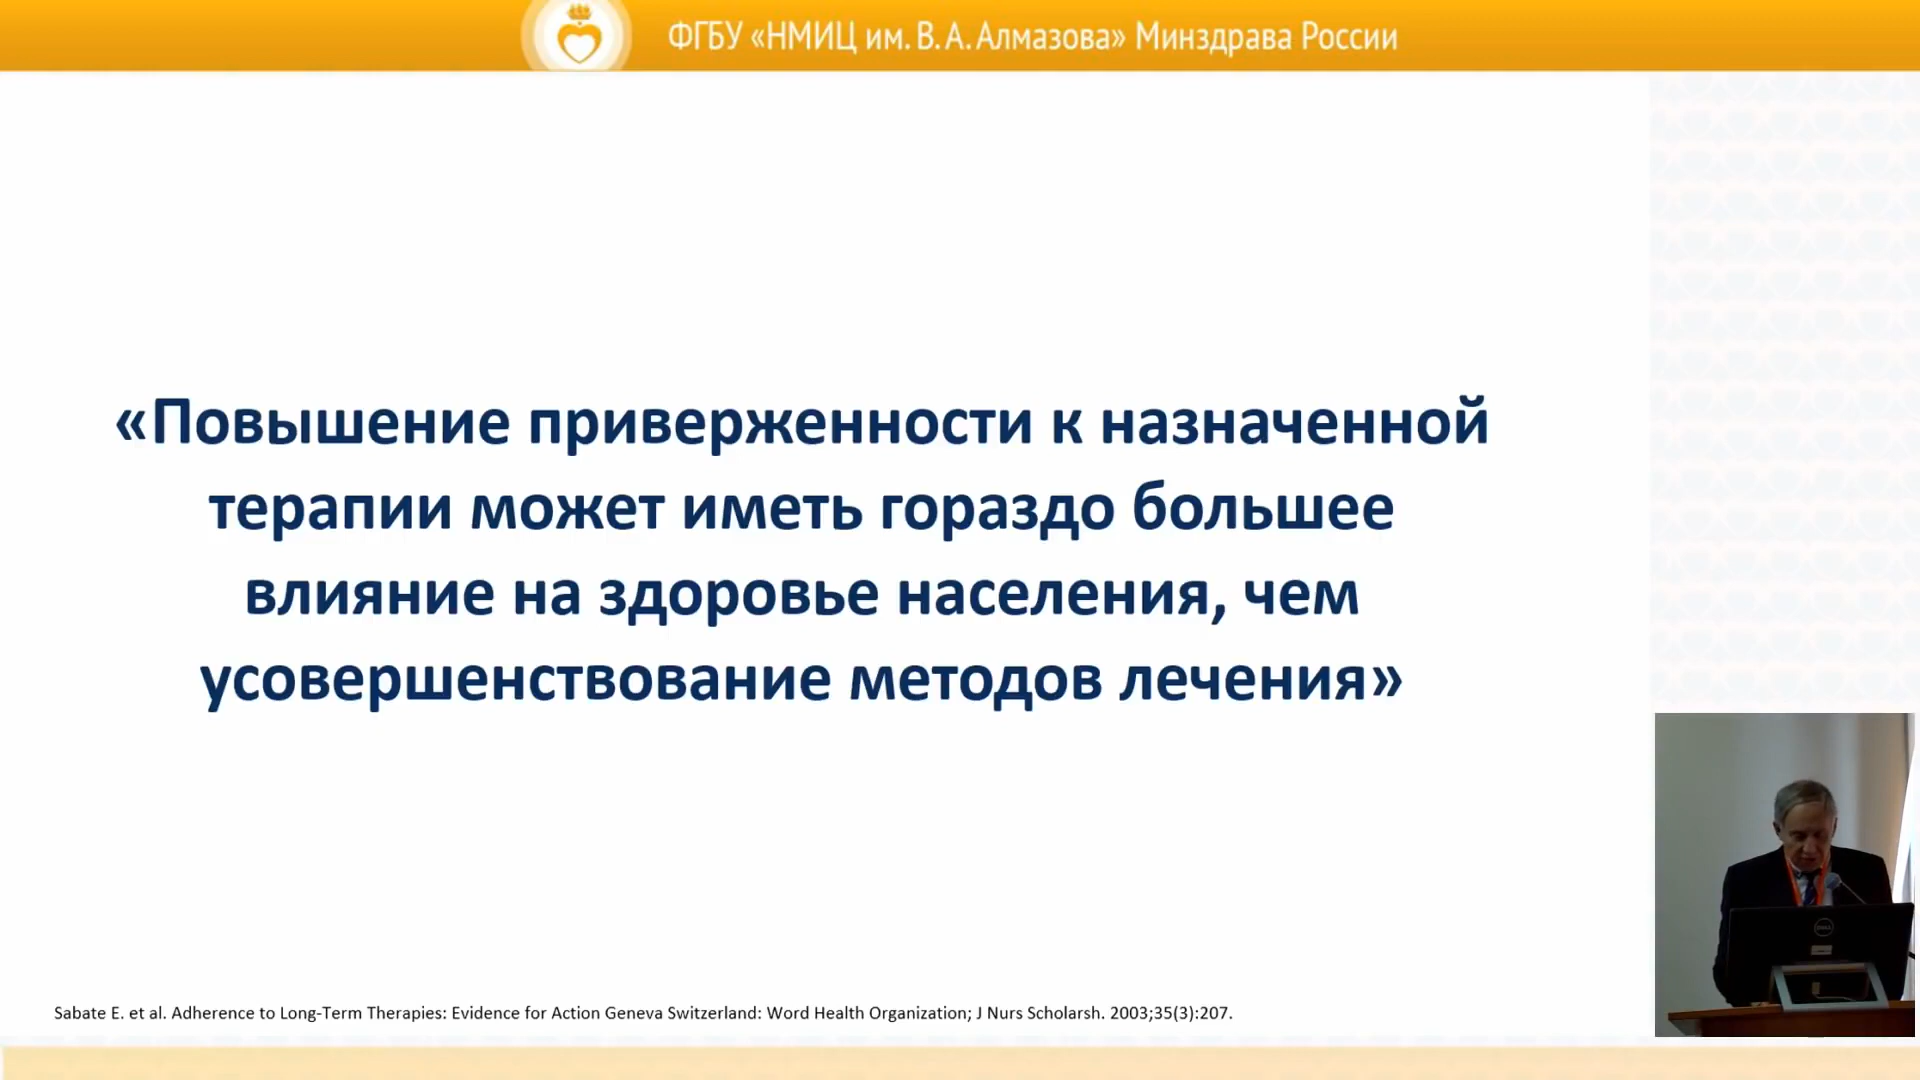 ФГБУ «НМИЦ им. В. А. Алмазова» Минздрава России
«Повышение приверженности к назначенной
терапии может иметь гораздо большее
влияние на здоровье населения, чем
усовершенствование методов лечения»
Sabate E. et al. Adherence to Long-Term Therapies: Evidence for Action Geneva Switzerland: Word Health Organization; J Nurs Scholarsh. 2003;35(3):207.